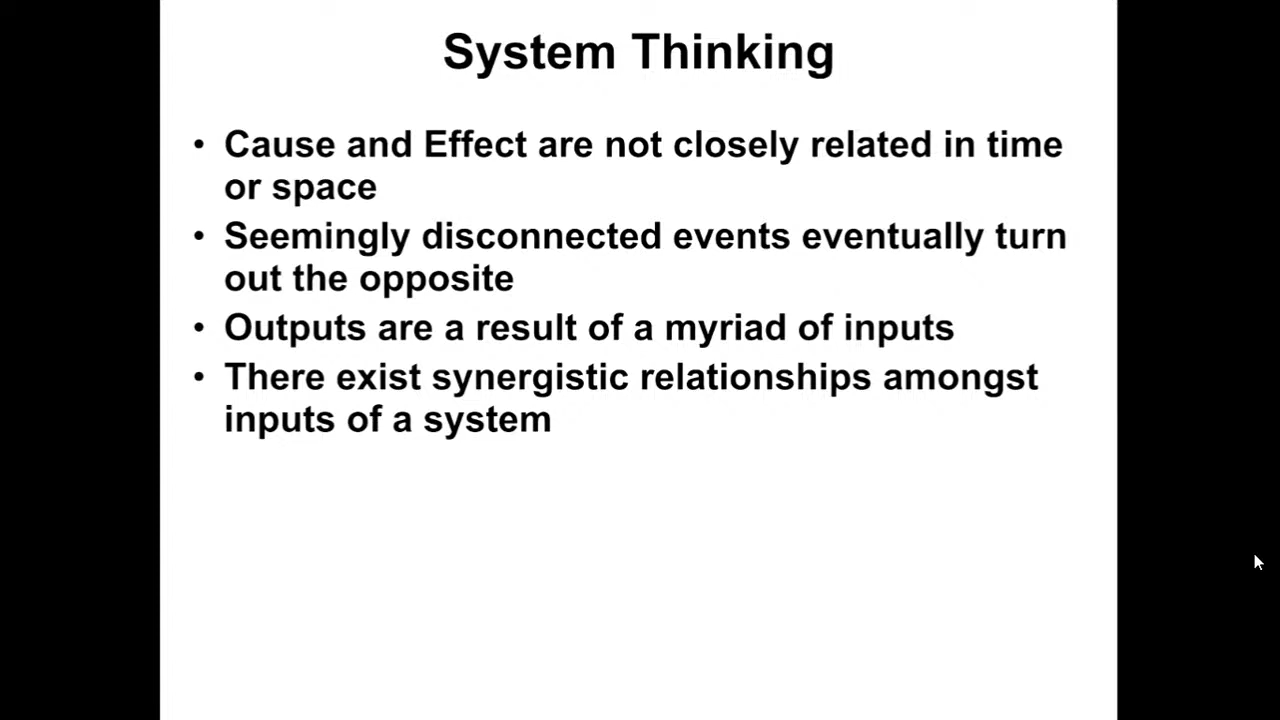 System Thinking
• Cause and Effect are not closely related in time
or space
• Seemingly disconnected events eventually turn
out the opposite
• Outputs are a result of a myriad of inputs
• There exist synergistic relationships amongst
inputs of a system